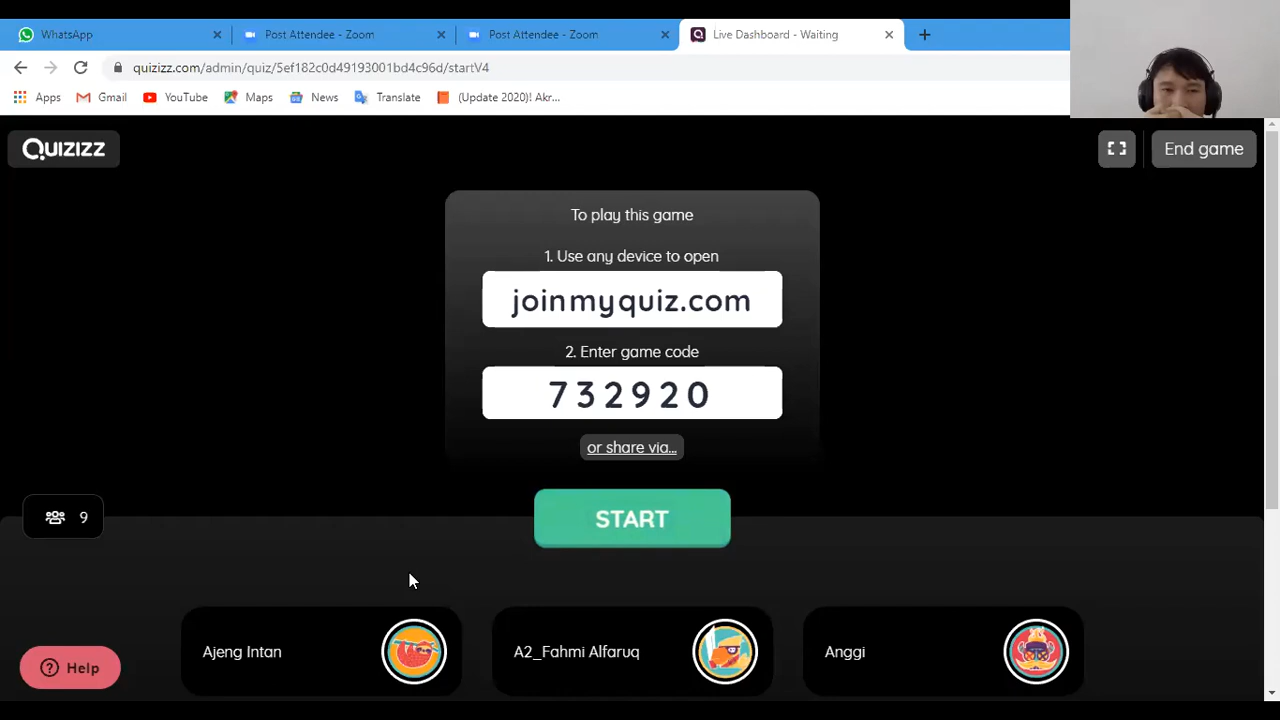 WhatsApp
Post Attendee - Zoom
Post Attendee - Zoom
Live Dashboard - Waiting
quizizz.com/admin/quiz/5ef182c0d49193001bd4c96d/startV4
Apps
Gmail
YouTube
Maps
News
Translate
(Update 2020)! Akr...
Quizizz
End game
To play this game
1. Use any device to open
joinmyquiz.com
2. Enter game code
732920
or share via...
START
9
Ajeng Intan
A2_Fahmi Alfaruq
Anggi
Help